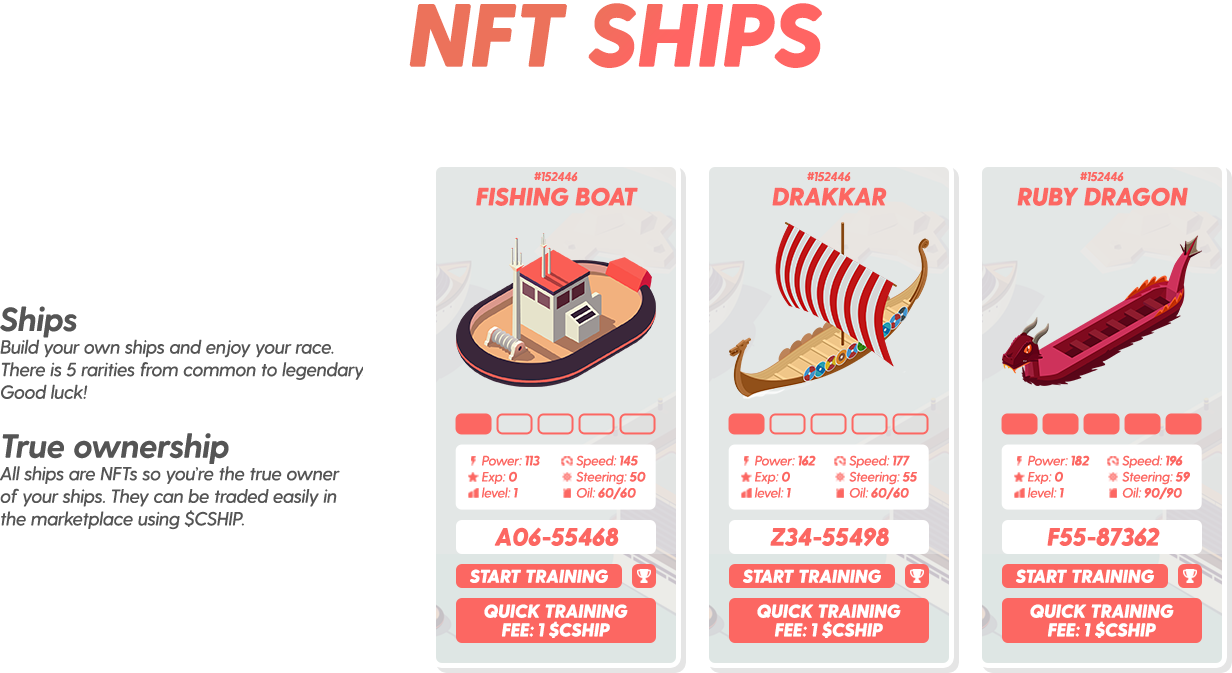 NFT SHIPS
Ships
Build your own ships and enjoy your race.
There is 5 rarities from common to legendary
Good luck!
True ownership
All ships are NFTs so you're the true owner
of your ships. They can be traded easily in
the marketplace using $CSHIP.
#152446
FISHING BOAT
Power: 113 Speed: 145
Exp: 0 Steering: 50
level: 1 Oil: 60/60
A06-55468
START TRAINING
QUICK TRAINING
FEE: 1 $CSHIP
#152446
DRAKKAR
Power: 162 Speed: 177
Exp: 0 Steering: 55
level: 1 Oil: 60/60
Z34-55498
START TRAINING
QUICK TRAINING
FEE: 1 $CSHIP
#152446
RUBY DRAGON
Power: 182 Speed: 196
Exp: 0 Steering: 59
level: 1 Oil: 90/90
F55-87362
START TRAINING
QUICK TRAINING
FEE: 1 $CSHIP